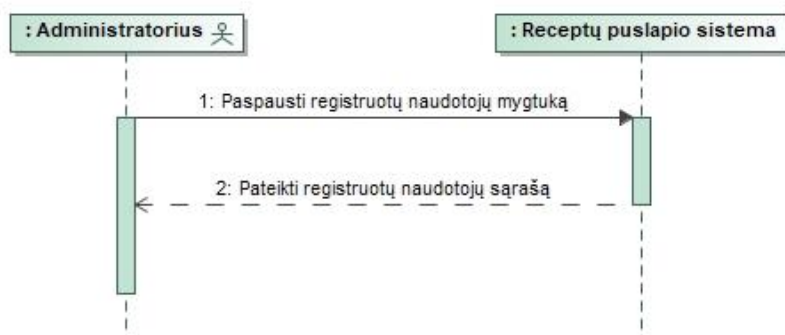 : Administratorius
: Receptų puslapio sistema
1: Paspausti registruotų naudotojų mygtuką
2: Pateikti registruotų naudotojų sąrašą